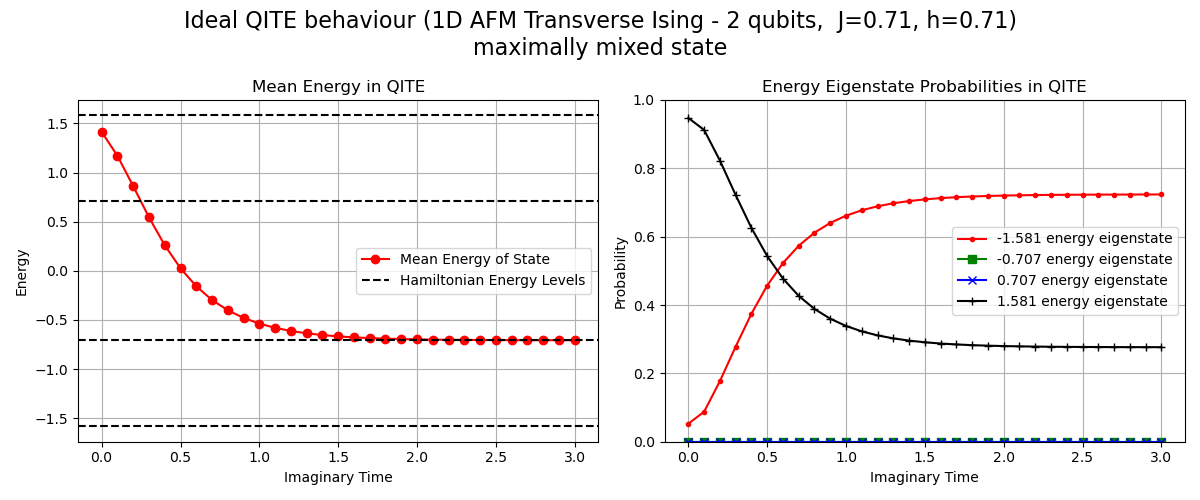 Ideal QITE behaviour (1D AFM Transverse Ising - 2 qubits,  J=0.71, h=0.71)
maximally mixed state
Mean Energy in QITE
Energy
1.5
1.0
0.5
0.0
−0.5
−1.0
−1.5
Mean Energy of State
Hamiltonian Energy Levels
0.0 0.5 1.0 1.5 2.0 2.5 3.0
Imaginary Time
Energy Eigenstate Probabilities in QITE
Probability
1.0
0.8
0.6
0.4
0.2
0.0
-1.581 energy eigenstate
-0.707 energy eigenstate
0.707 energy eigenstate
1.581 energy eigenstate
0.0 0.5 1.0 1.5 2.0 2.5 3.0
Imaginary Time